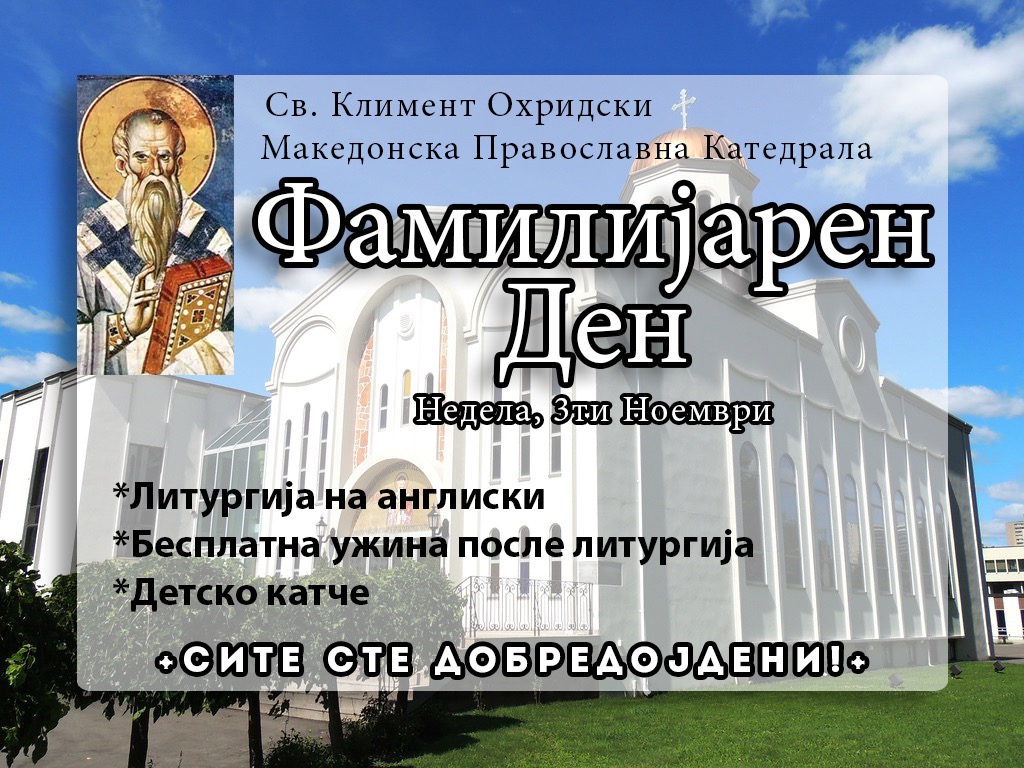 Св. Климент Охридски
Македонска Православна Катедрала
Фамилијарен
Ден
Недела, 3ти Ноември
*Литургија на англиски
*Бесплатна ужина после литургија
*Детско катче
+СИТЕ СТЕ ДОБРЕДОЈДЕНИ!+